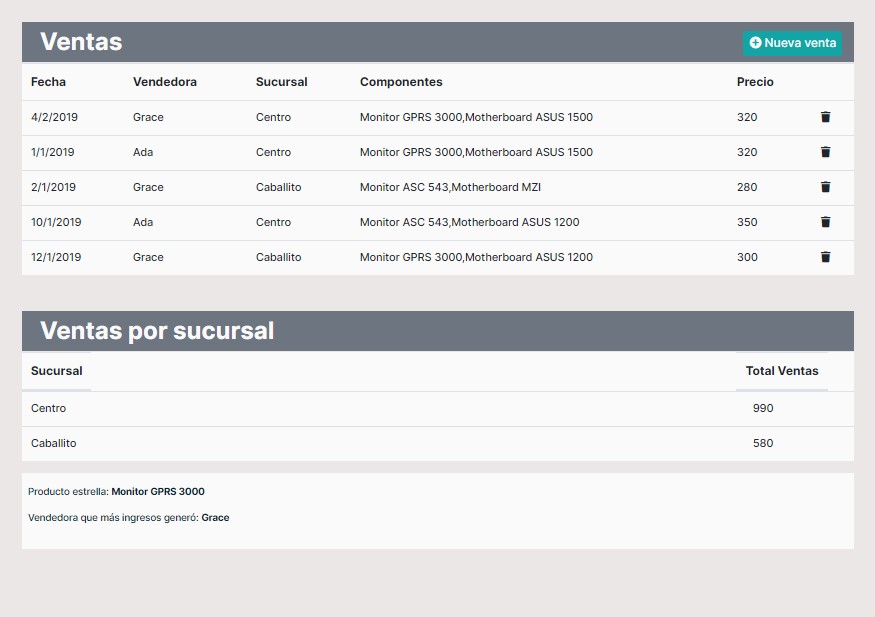 Ventas
Nueva venta
Fecha Vendedora Sucursal Componentes Precio
4/2/2019 Grace Centro Monitor GPRS 3000,Motherboard ASUS 1500 320
1/1/2019 Ada Centro Monitor GPRS 3000,Motherboard ASUS 1500 320
2/1/2019 Grace Caballito Monitor ASC 543,Motherboard MZI 280
10/1/2019 Ada Centro Monitor ASC 543,Motherboard ASUS 1200 350
12/1/2019 Grace Caballito Monitor GPRS 3000,Motherboard ASUS 1200 300
Ventas por sucursal
Sucursal Total Ventas
Centro 990
Caballito 580
Producto estrella: Monitor GPRS 3000
Vendedora que más ingresos generó: Grace